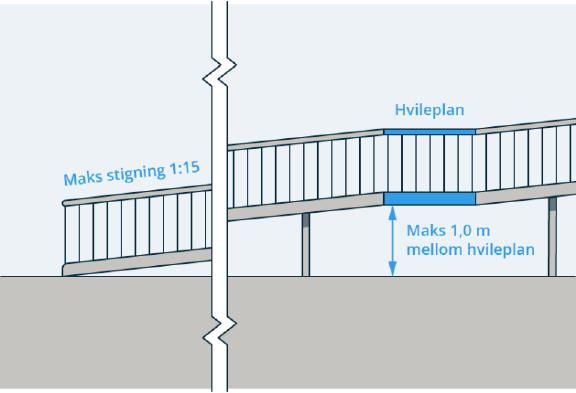 Hvileplan
Maks stigning 1:15
Maks 1,0 m
mellom hvileplan